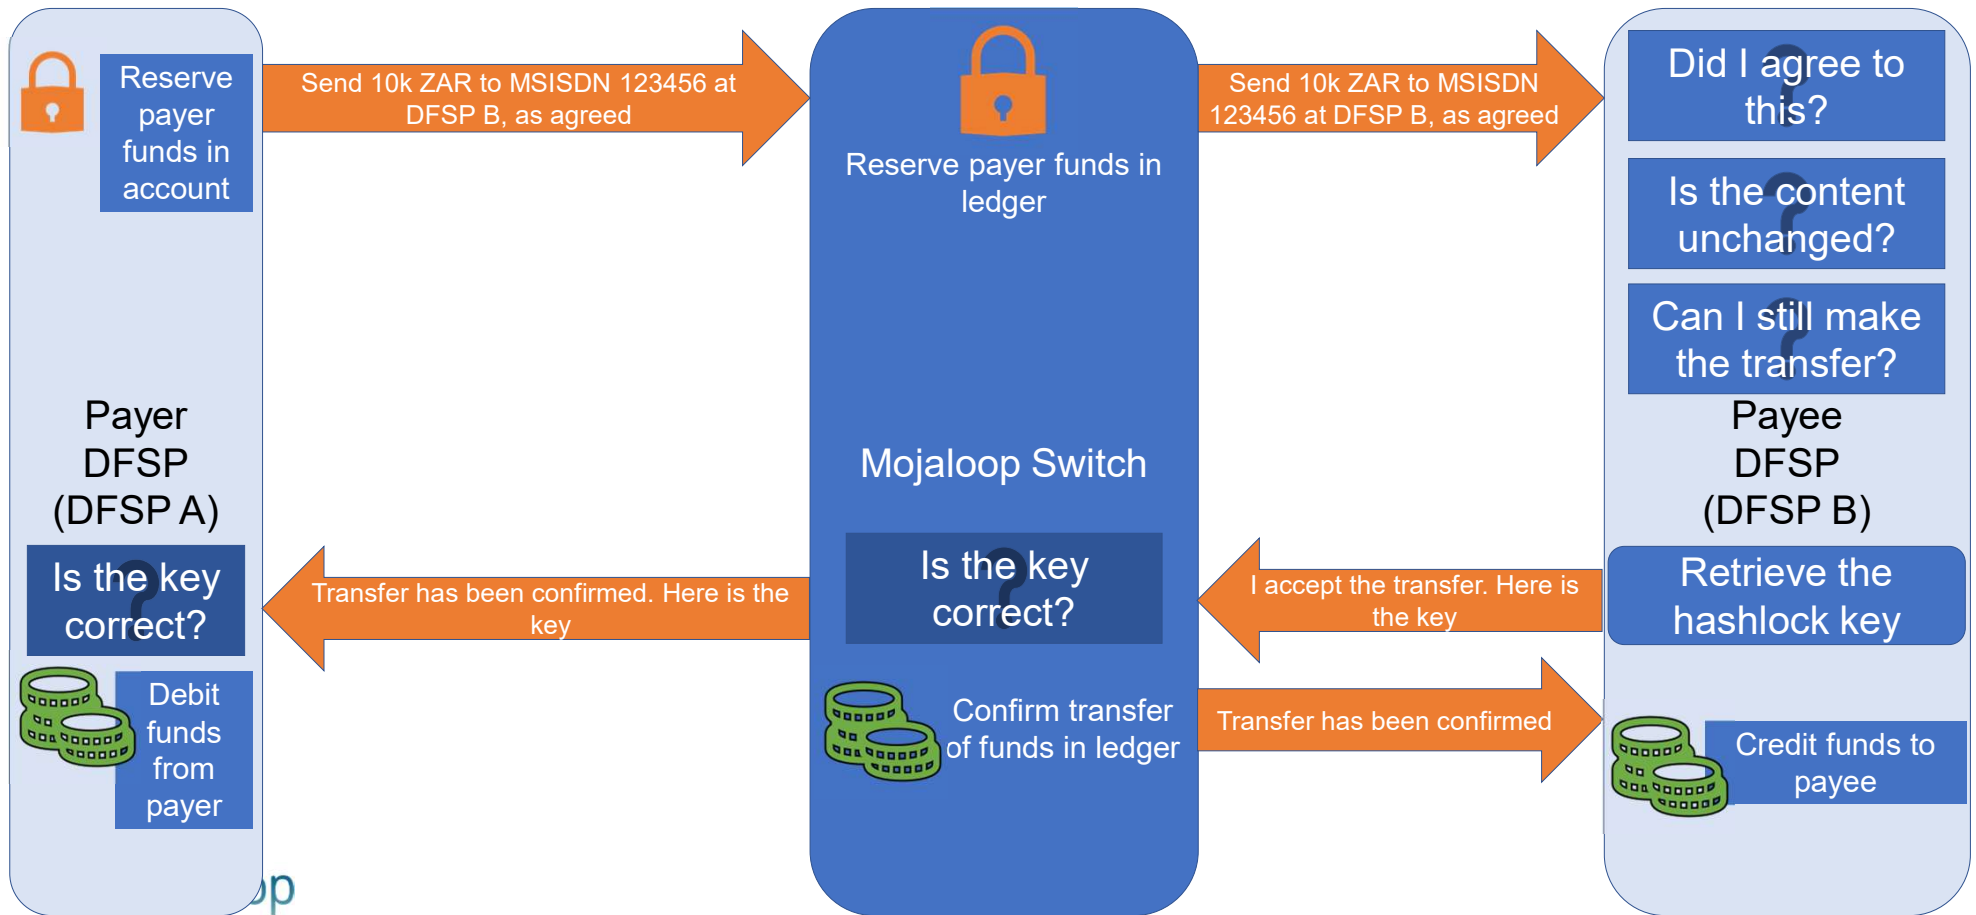 Reserve
payer
funds in
account
Send 10k ZAR to MSISDN 123456 at
DFSP B, as agreed
Reserve payer funds in
ledger
Send 10k ZAR to MSISDN
123456 at DFSP B, as agreed
Did I agree to
this?
Is the content
unchanged?
Can I still make
the transfer?
Payer
DFSP
(DFSP A)
Mojaloop Switch
Payee
DFSP
(DFSP B)
Is the key
correct?
Transfer has been confirmed. Here is the
key
Is the key
correct?
I accept the transfer. Here is
the key
Retrieve the
hashlock key
Debit
funds
from
payer
Confirm transfer
of funds in ledger
Transfer has been confirmed
Credit funds to
payee